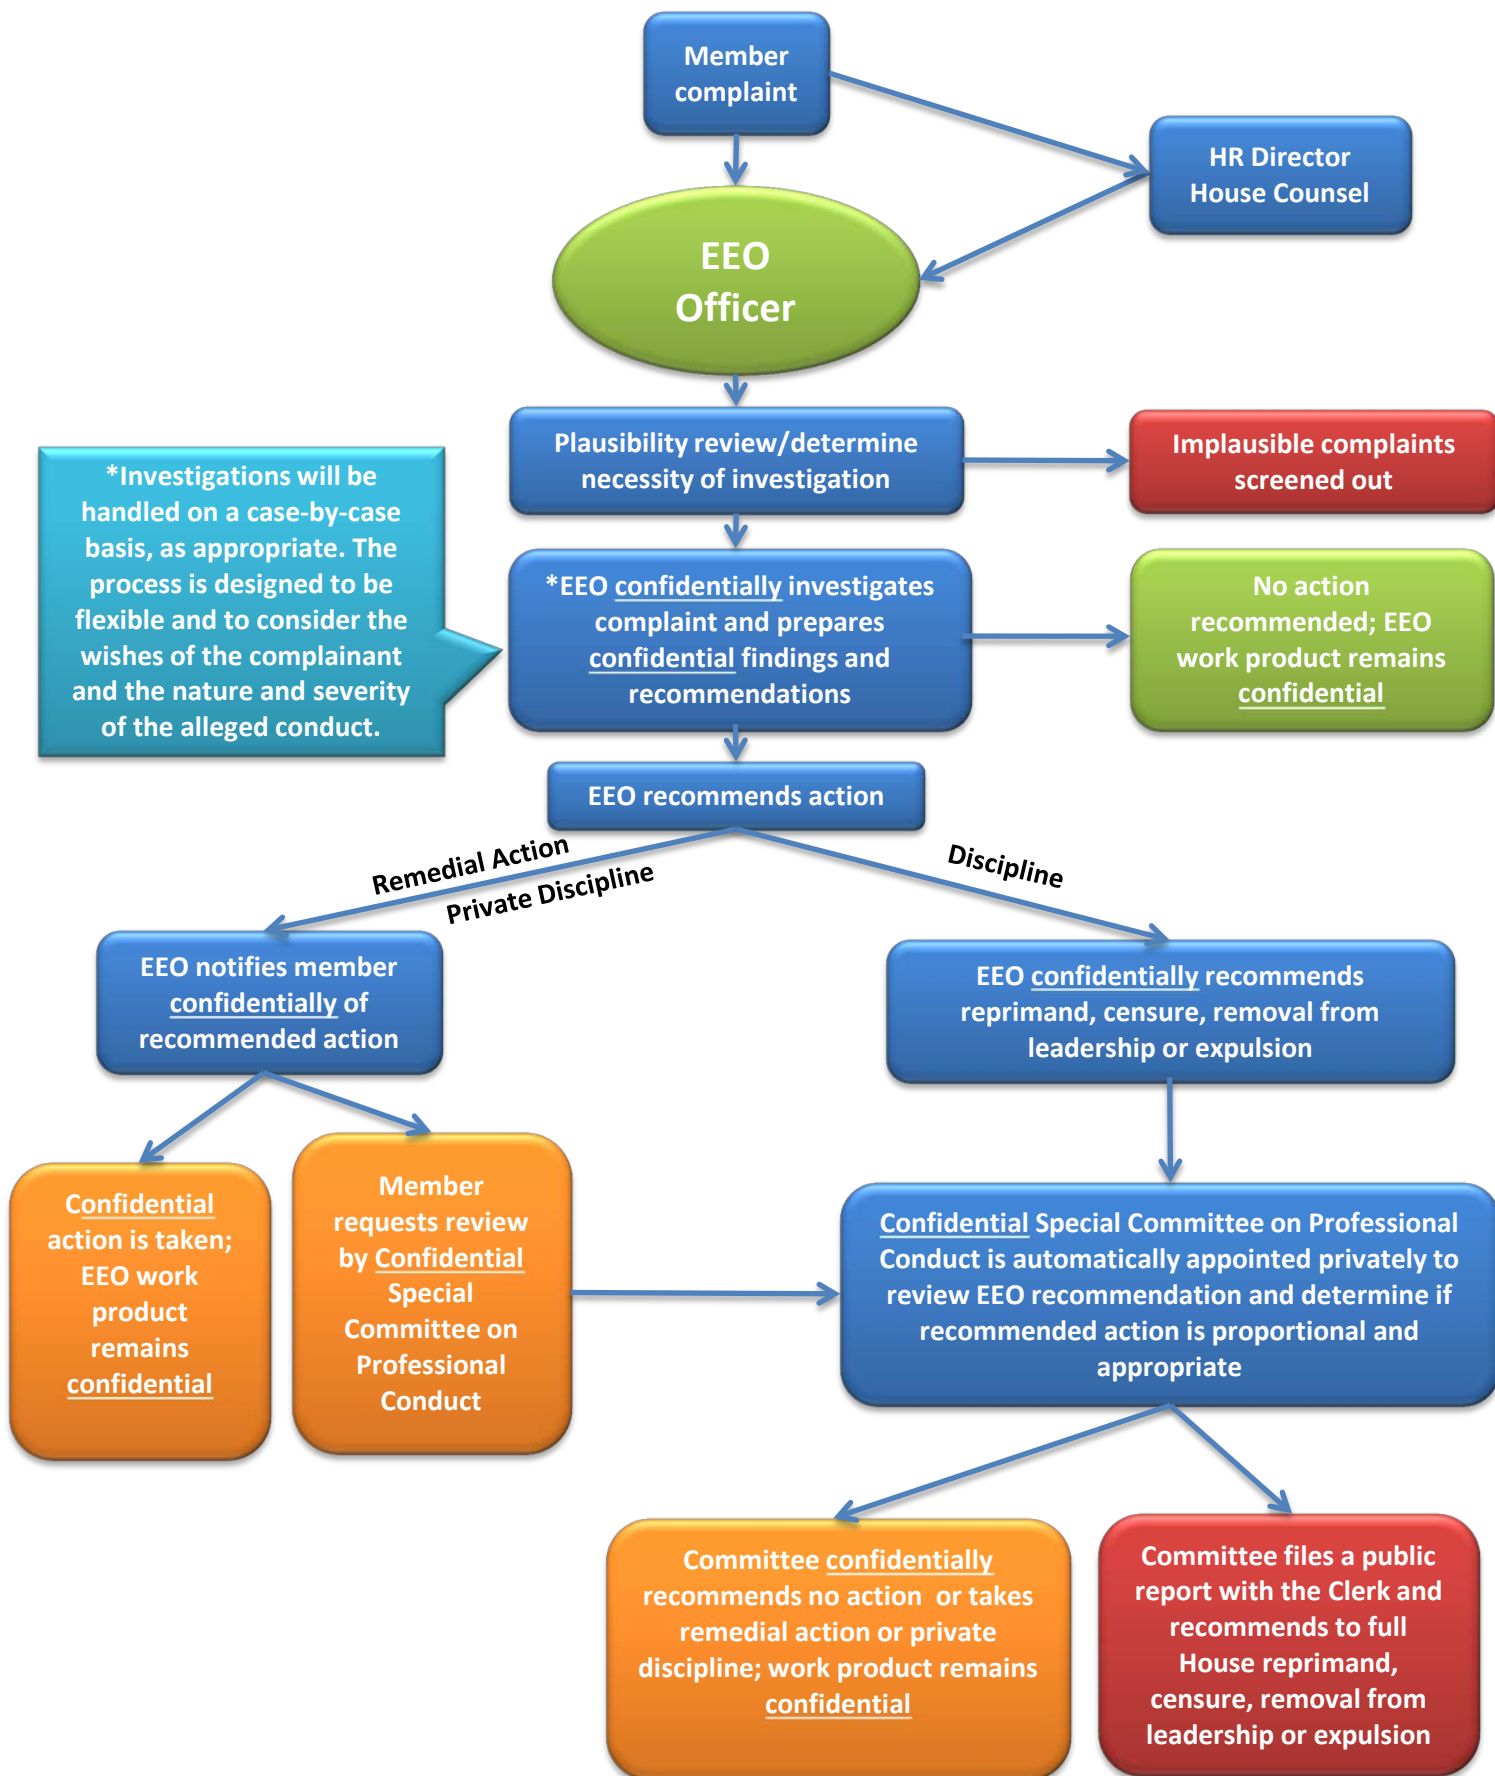 Member
complaint
HR Director
House Counsel
EEO
Officer
Plausibility review/determine
necessity of investigation
Implausible complaints
screened out
*Investigations will be
handled on a case-by-case
basis, as appropriate. The
process is designed to be
flexible and to consider the
wishes of the complainant
and the nature and severity
of the alleged conduct.
*EEO confidentially investigates
complaint and prepares
confidential findings and
recommendations
No action
recommended; EEO
work product remains
confidential
EEO recommends action
Remedial Action
Private Discipline
Discipline
EEO notifies member
confidentially of
recommended action
EEO confidentially recommends
reprimand, censure, removal from
leadership or expulsion
Confidential
action is taken;
EEO work
product
remains
confidential
Member
requests review
by Confidential
Special
Committee on
Professional
Conduct
Confidential Special Committee on Professional
Conduct is automatically appointed privately to
review EEO recommendation and determine if
recommended action is proportional and
appropriate
Committee confidentially
recommends no action or takes
remedial action or private
discipline; work product remains
confidential
Committee files a public
report with the Clerk and
recommends to full
House reprimand,
censure, removal from
leadership or expulsion